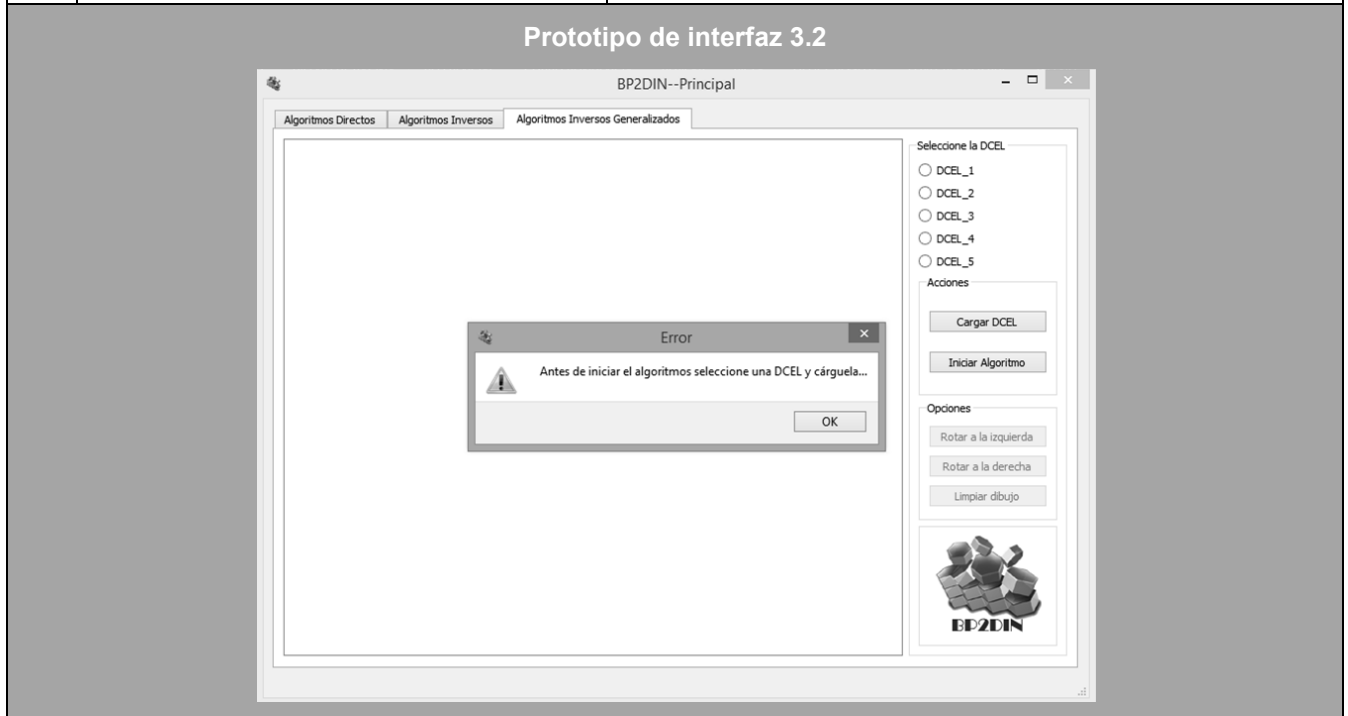 Prototipo de interfaz 3.2
BP2DIN--Principal
Algoritmos Directos
Algoritmos Inversos
Algoritmos Inversos Generalizados
Seleccione la DCEL
DCEL_1
DCEL_2
DCEL_3
DCEL_4
DCEL_5
Acciones
Cargar DCEL
Iniciar Algoritmo
Error
Antes de iniciar el algoritmos seleccione una DCEL y cárguela...
OK
Opciones
Rotar a la izquierda
Rotar a la derecha
Limpiar dibujo
BP2DIN